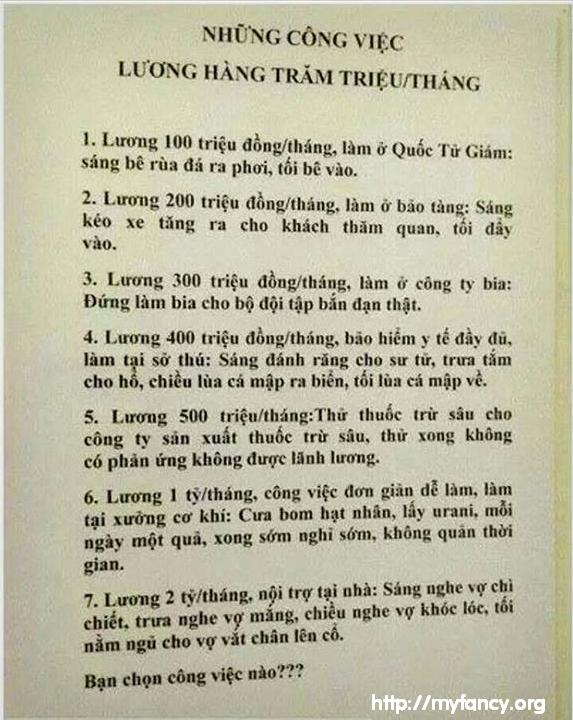 NHỮNG CÔNG VIỆC
LƯƠNG HÀNG TRĂM TRIỆU/THÁNG
1. Lương 100 triệu đồng/tháng, làm ở Quốc Tử Giám:
sáng bê rùa đá ra phơi, tối bê vào.
2. Lương 200 triệu đồng/tháng, làm ở bảo tàng: Sáng
kéo xe tăng ra cho khách thăm quan, tối đẩy
vào.
3. Lương 300 triệu đồng/tháng, làm ở công ty bia:
Đứng làm bia cho bộ đội tập bắn đạn thật.
4. Lương 400 triệu đồng/tháng, bảo hiểm y tế đầy đủ,
làm tại sở thú: Sáng đánh răng cho sư tử, trưa tắm
cho hổ, chiều lùa cá mập ra biển, tối lùa cá mập về.
5. Lương 500 triệu/tháng:Thử thuốc trừ sâu cho
công ty sản xuất thuốc trừ sâu, thử xong không
có phản ứng không được lãnh lương.
6. Lương 1 tỷ/tháng, công việc đơn giản dễ làm, làm
tại xưởng cơ khí: Cưa bom hạt nhân, lấy urani, mỗi
ngày một quả, xong sớm nghỉ sớm, không quản thời
gian.
7. Lương 2 tỷ/tháng, nội trợ tại nhà: Sáng nghe vợ chì
chiết, trưa nghe vợ mắng, chiều nghe vợ khóc lóc, tối
nằm ngủ cho vợ vắt chân lên cổ.
Bạn chọn công việc nào???
http://myfancy.org